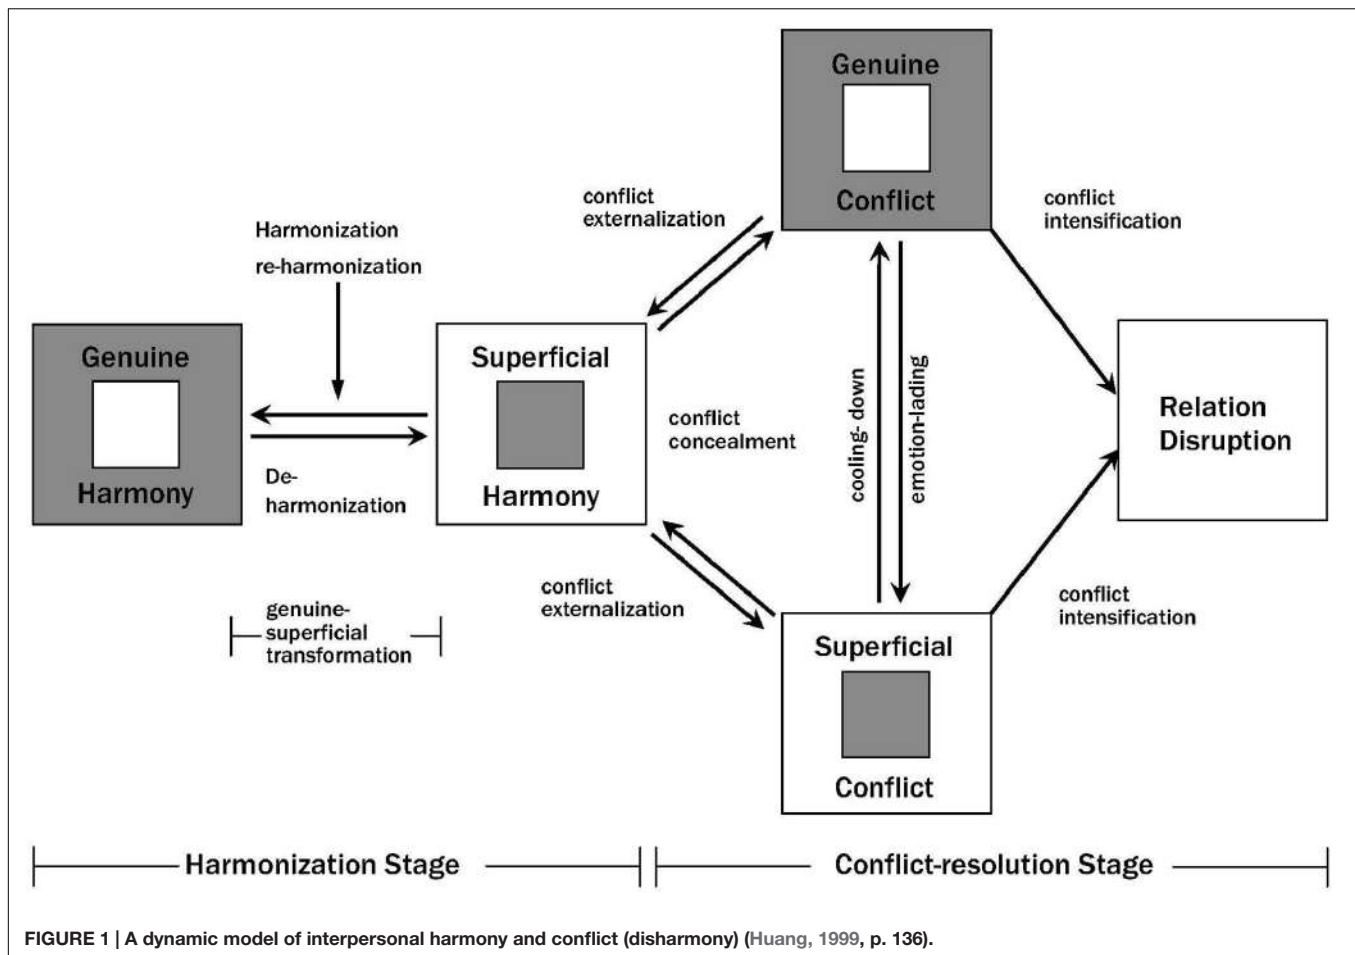 Genuine
Conflict
conflict
externalization
conflict
intensification
Harmonization
re-harmonization
Genuine
Harmony
Superficial
Harmony
De-
harmonization
conflict
concealment
cooling- down
emotion-lading
Relation
Disruption
conflict
externalization
conflict
intensification
genuine-
superficial
transformation
Superficial
Conflict
Harmonization Stage
Conflict-resolution Stage
FIGURE 1 | A dynamic model of interpersonal harmony and conflict (disharmony) (Huang, 1999, p. 136).